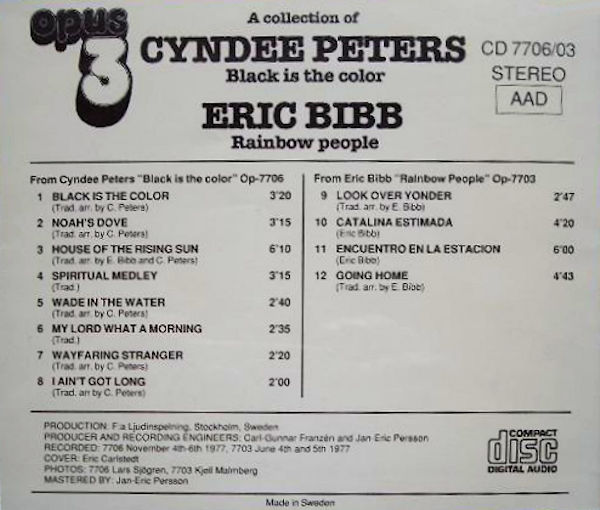 opus 3
A collection of
CYNDEE PETERS
Black is the color
ERIC BIBB
Rainbow people
CD 7706/03
STEREO
AAD
From Cyndee Peters "Black is the color" Op-7706
1 BLACK IS THE COLOR 3'20
(Trad. arr. by C. Peters)
2 NOAH'S DOVE 3'15
(Trad. arr. by C. Peters)
3 HOUSE OF THE RISING SUN 6'10
(Trad. arr. by E. Bibb and C. Peters)
4 SPIRITUAL MEDLEY 3'15
(Trad.)
5 WADE IN THE WATER 2'40
(Trad. arr. by C. Peters)
6 MY LORD WHAT A MORNING 2'35
(Trad. arr. by C. Peters)
7 WAYFARING STRANGER 2'20
(Trad. arr. by C. Peters)
8 I AIN'T GOT LONG 2'00
(Trad. arr by C. Peters)
From Eric Bibb "Rainbow People" Op-7703
9 LOOK OVER YONDER 2'47
(Trad. arr. by E. Bibb)
10 CATALINA ESTIMADA 4'20
(Eric Bibb)
11 ENCUENTRO EN LA ESTACION 6'00
(Eric Bibb)
12 GOING HOME 4'43
(Trad. arr. by E. Bibb)
PRODUCTION: F:a Ljudinspelning, Stockholm, Sweden
PRODUCER AND RECORDING ENGINEERS: Carl-Gunnar Franzén and Jan-Eric Persson
RECORDED: 7706 November 4th-6th 1977, 7703 June 4th and 5th 1977
COVER: Eric Carlstedt
PHOTOS: 7706 Lars Sjögren, 7703 Kjell Malmberg
MASTERED BY: Jan-Eric Persson
COMPACT
disc
DIGITAL AUDIO
Made in Sweden